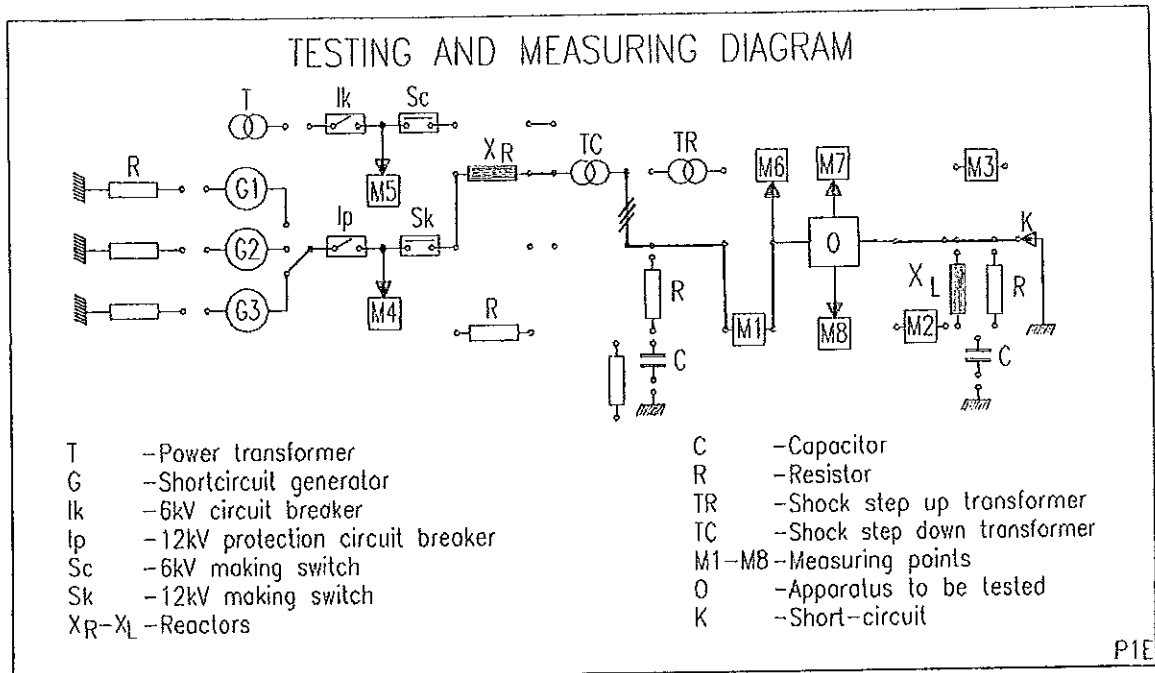 TESTING AND MEASURING DIAGRAM
T Ik Sc
R G1 M5 XR TC TR M6 M7 M3
G2 Ip Sk O K
G3 M4 R R M1 M8 M2 XL R
C C
T -Power transformer
G -Shortcircuit generator
Ik -6kV circuit breaker
Ip -12kV protection circuit breaker
Sc -6kV making switch
Sk -12kV making switch
XR-XL-Reactors
C -Capacitor
R -Resistor
TR -Shock step up transformer
TC -Shock step down transformer
M1-M8-Measuring points
O -Apparatus to be tested
K -Short-circuit
P1E